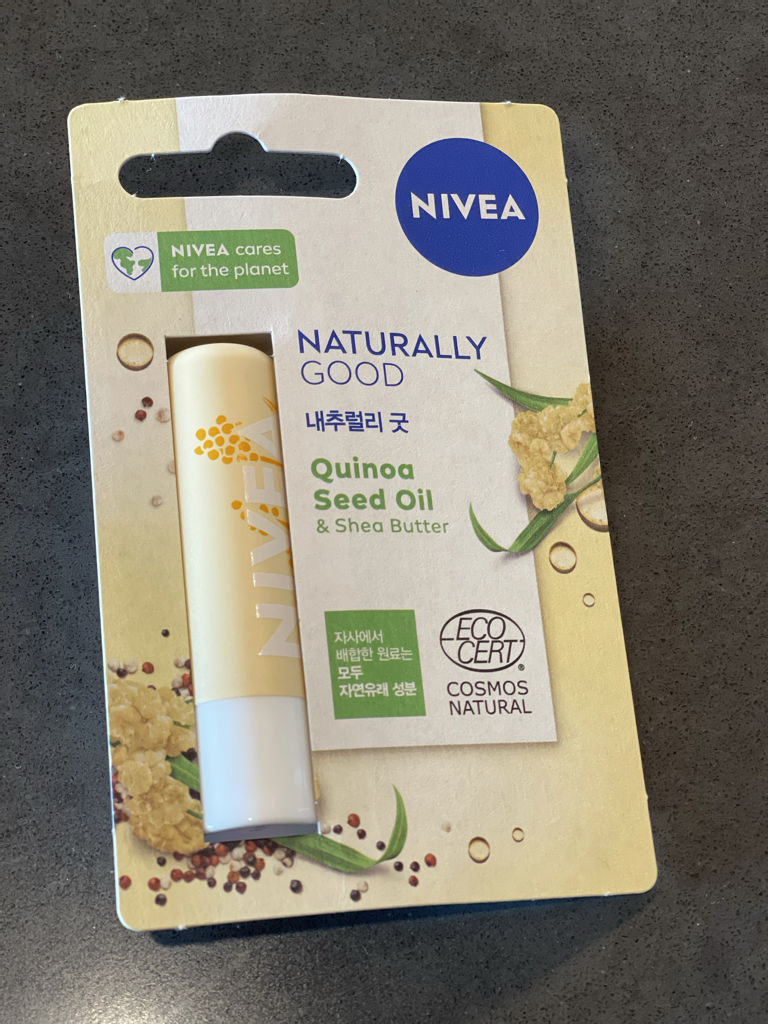 NIVEA
NIVEA cares
for the planet
NATURALLY
GOOD
내추럴리 굿
Quinoa
Seed Oil
& Shea Butter
NIVEA
자사에서
배합한 원료는
모두
자연유래 성분
ECO
CERT®
COSMOS
NATURAL